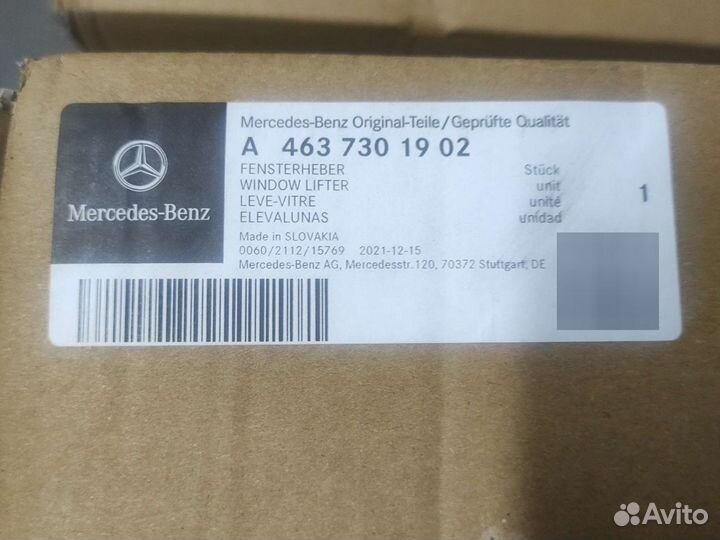 Mercedes-Benz
Mercedes-Benz Original-Teile/Geprüfte Qualität
A 463 730 19 02
FENSTERHEBER Stück
WINDOW LIFTER unit 1
LEVE-VITRE unité
ELEVALUNAS unidad
Made in SLOVAKIA
0060/2112/15769 2021-12-15
Mercedes-Benz AG, Mercedesstr.120, 70372 Stuttgart, DE
Avito